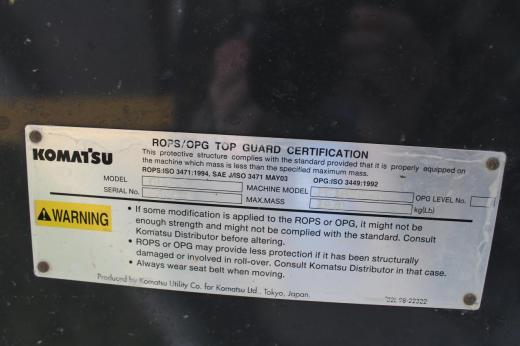 ROPS/OPG TOP GUARD CERTIFICATION
KOMATSU
This protective structure complies with the standard provided that it is properly equipped on
the machine which mass is less than the specified maximum mass.
ROPS:ISO 3471:1994, SAE J/ISO 3471 MAY03 OPG:ISO 3449:1992
MODEL MACHINE MODEL OPG LEVEL No.
SERIAL No. MAX.MASS kg(Lb)
WARNING
• If some modification is applied to the ROPS or OPG, it might not be
enough strength and might not be complied with the standard. Consult
Komatsu Distributor before altering.
• ROPS or OPG may provide less protection if it has been structurally
damaged or involved in roll-over. Consult Komatsu Distributor in that case.
• Always wear seat belt when moving.
Produced by Komatsu Utility Co. for Komatsu Ltd., Tokyo, Japan.